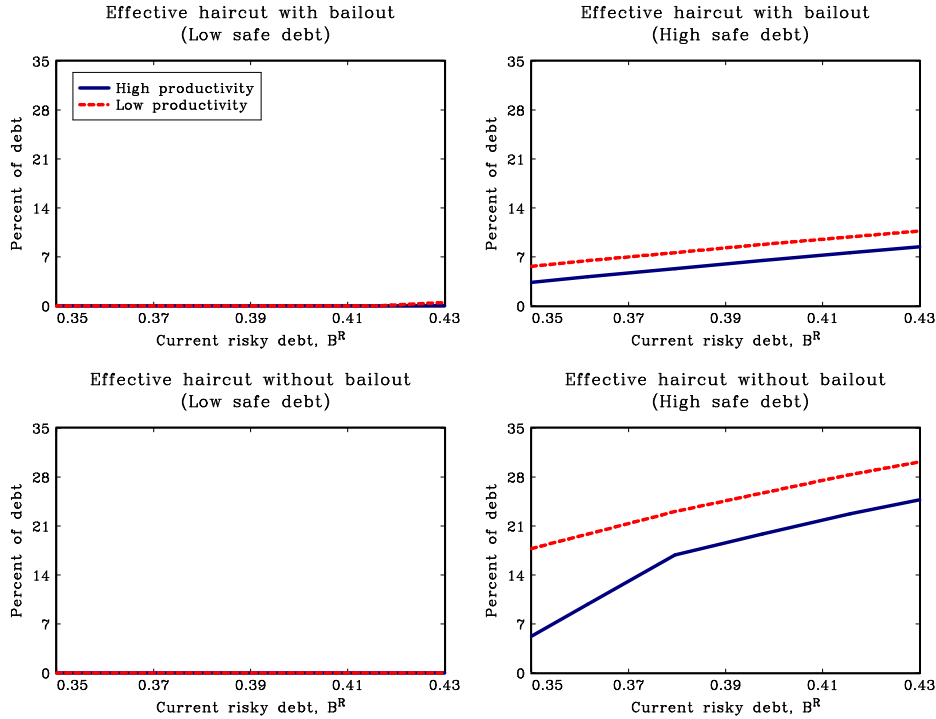 Effective haircut with bailout
(Low safe debt)
35
28
21
14
7
0
Percent of debt
High productivity
Low productivity
0.35 0.37 0.39 0.41 0.43
Current risky debt, B^R
Effective haircut with bailout
(High safe debt)
35
28
21
14
7
0
Percent of debt
0.35 0.37 0.39 0.41 0.43
Current risky debt, B^R
Effective haircut without bailout
(Low safe debt)
35
28
21
14
7
0
Percent of debt
0.35 0.37 0.39 0.41 0.43
Current risky debt, B^R
Effective haircut without bailout
(High safe debt)
35
28
21
14
7
0
Percent of debt
0.35 0.37 0.39 0.41 0.43
Current risky debt, B^R